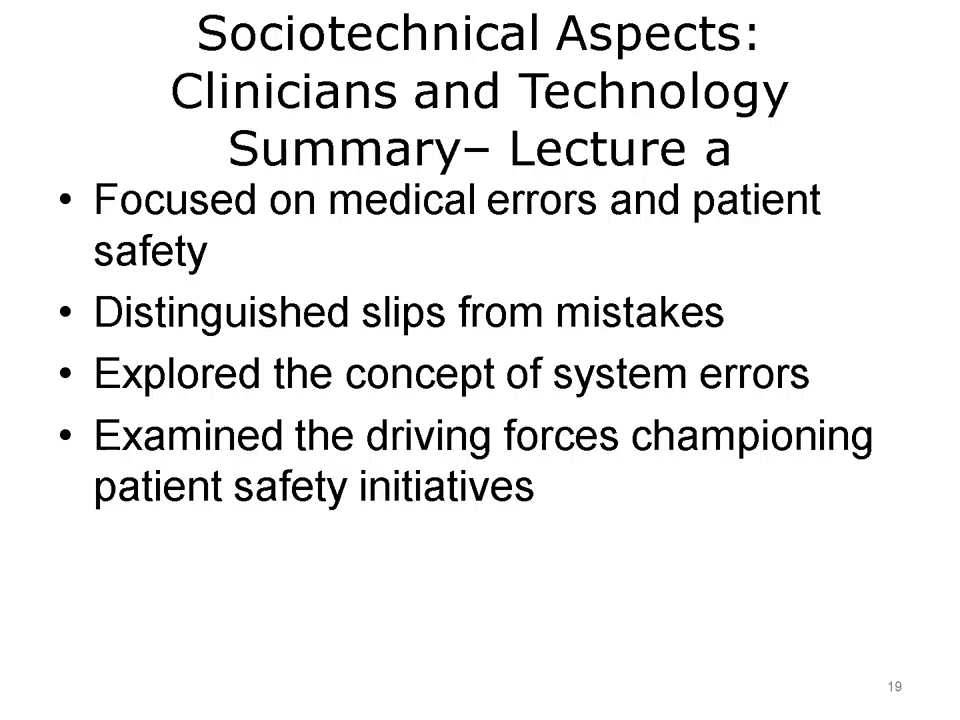 Sociotechnical Aspects:
Clinicians and Technology
Summary– Lecture a
• Focused on medical errors and patient
safety
• Distinguished slips from mistakes
• Explored the concept of system errors
• Examined the driving forces championing
patient safety initiatives
19